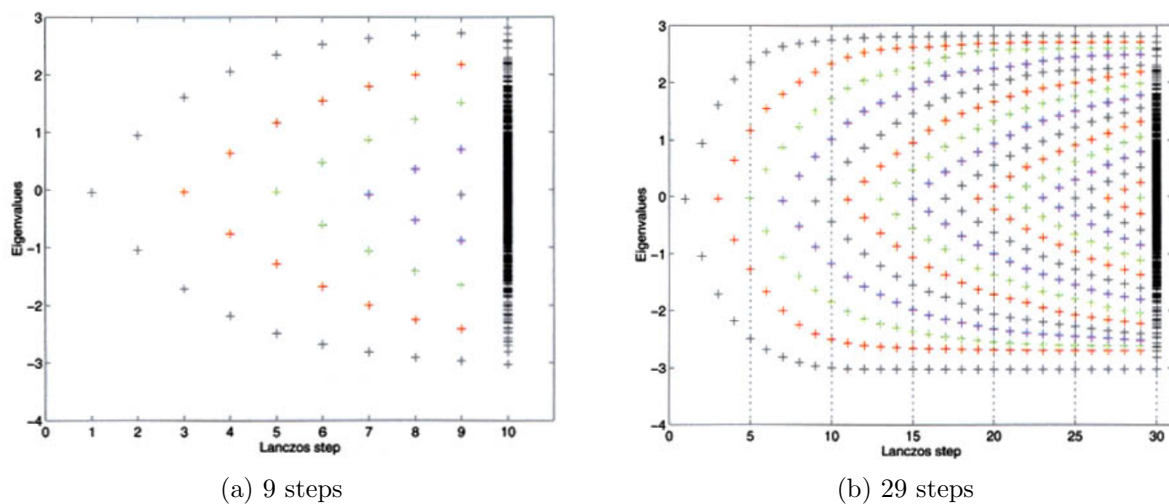 3
2
1
0
−1
−2
−3
−4
Eigenvalues
0 1 2 3 4 5 6 7 8 9 10
Lanczos step
(a) 9 steps
3
2
1
0
−1
−2
−3
−4
Eigenvalues
0 5 10 15 20 25 30
Lanczos step
(b) 29 steps